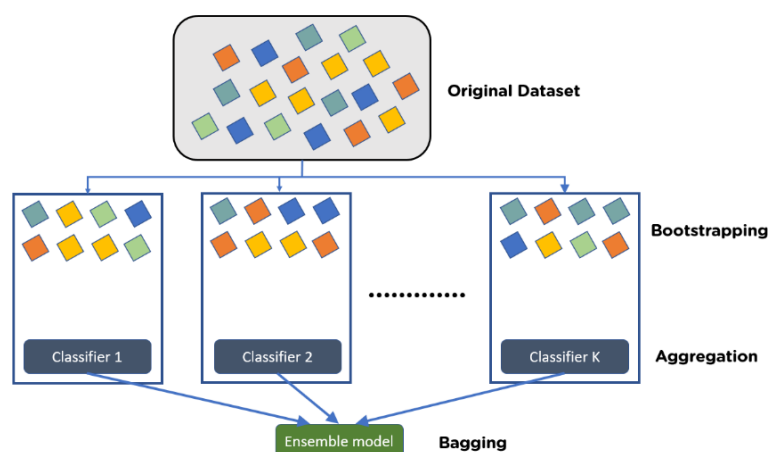 Original Dataset
Bootstrapping
Classifier 1
Classifier 2
Classifier K
Aggregation
Ensemble model
Bagging